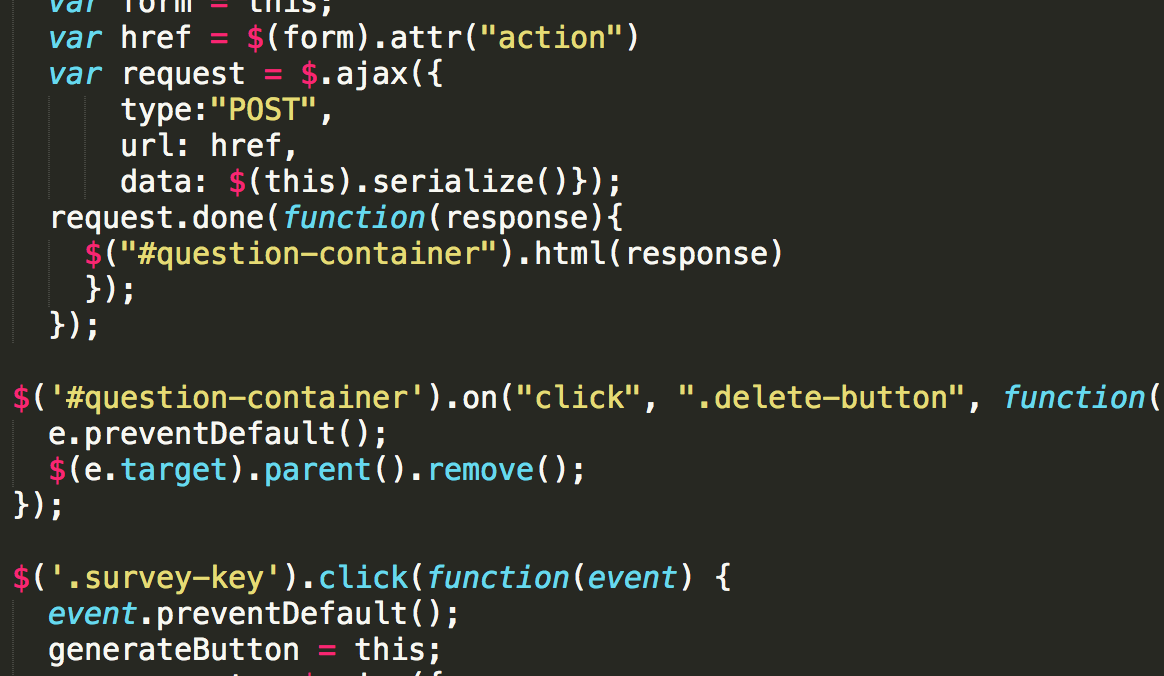 var form = this;
var href = $(form).attr("action")
var request = $.ajax({
type:"POST",
url: href,
data: $(this).serialize()});
request.done(function(response){
$("#question-container").html(response)
});
});
$('#question-container').on("click", ".delete-button", function(
e.preventDefault();
$(e.target).parent().remove();
});
$('.survey-key').click(function(event) {
event.preventDefault();
generateButton = this;